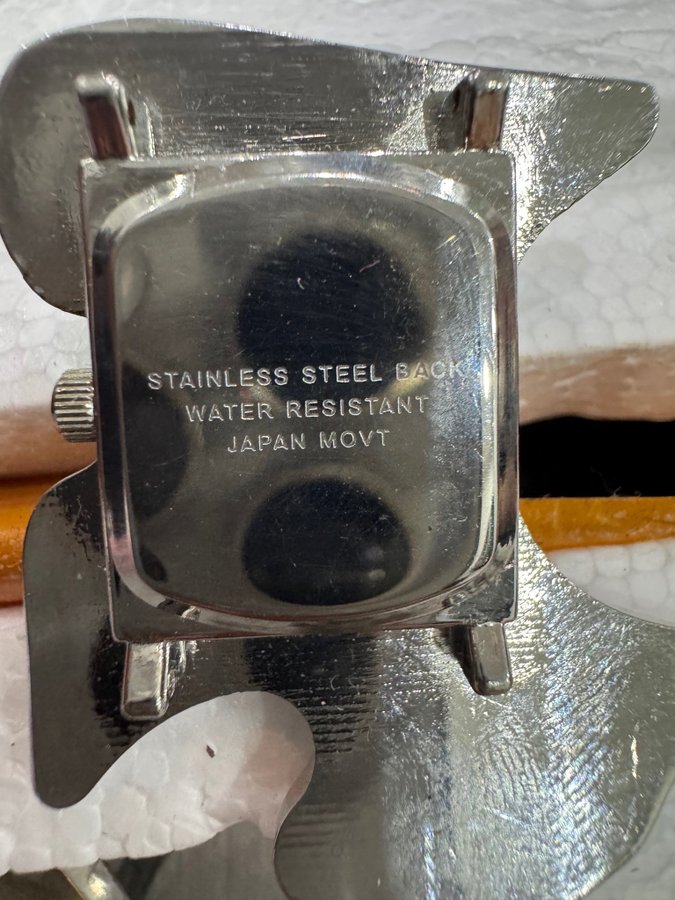 STAINLESS STEEL BACK
WATER RESISTANT
JAPAN MOVT